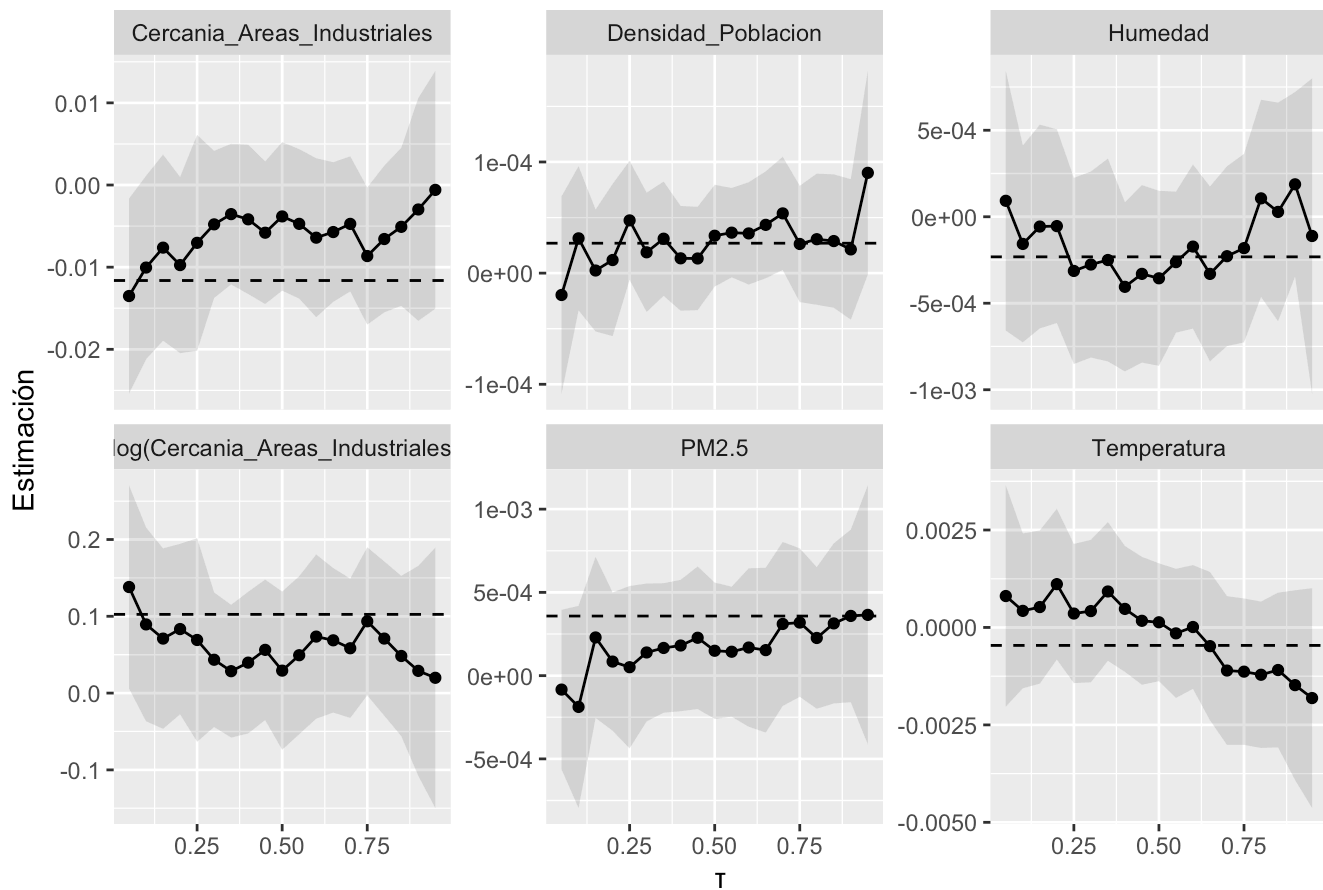 Cercania_Areas_Industriales
Densidad_Poblacion
Humedad
0.01
0.00
-0.01
-0.02
1e-04
0e+00
-1e-04
5e-04
0e+00
-5e-04
-1e-03
Estimación
log(Cercania_Areas_Industriales
PM2.5
Temperatura
0.2
0.1
0.0
-0.1
1e-03
5e-04
0e+00
-5e-04
0.0025
0.0000
-0.0025
-0.0050
0.25 0.50 0.75
0.25 0.50 0.75
0.25 0.50 0.75
τ